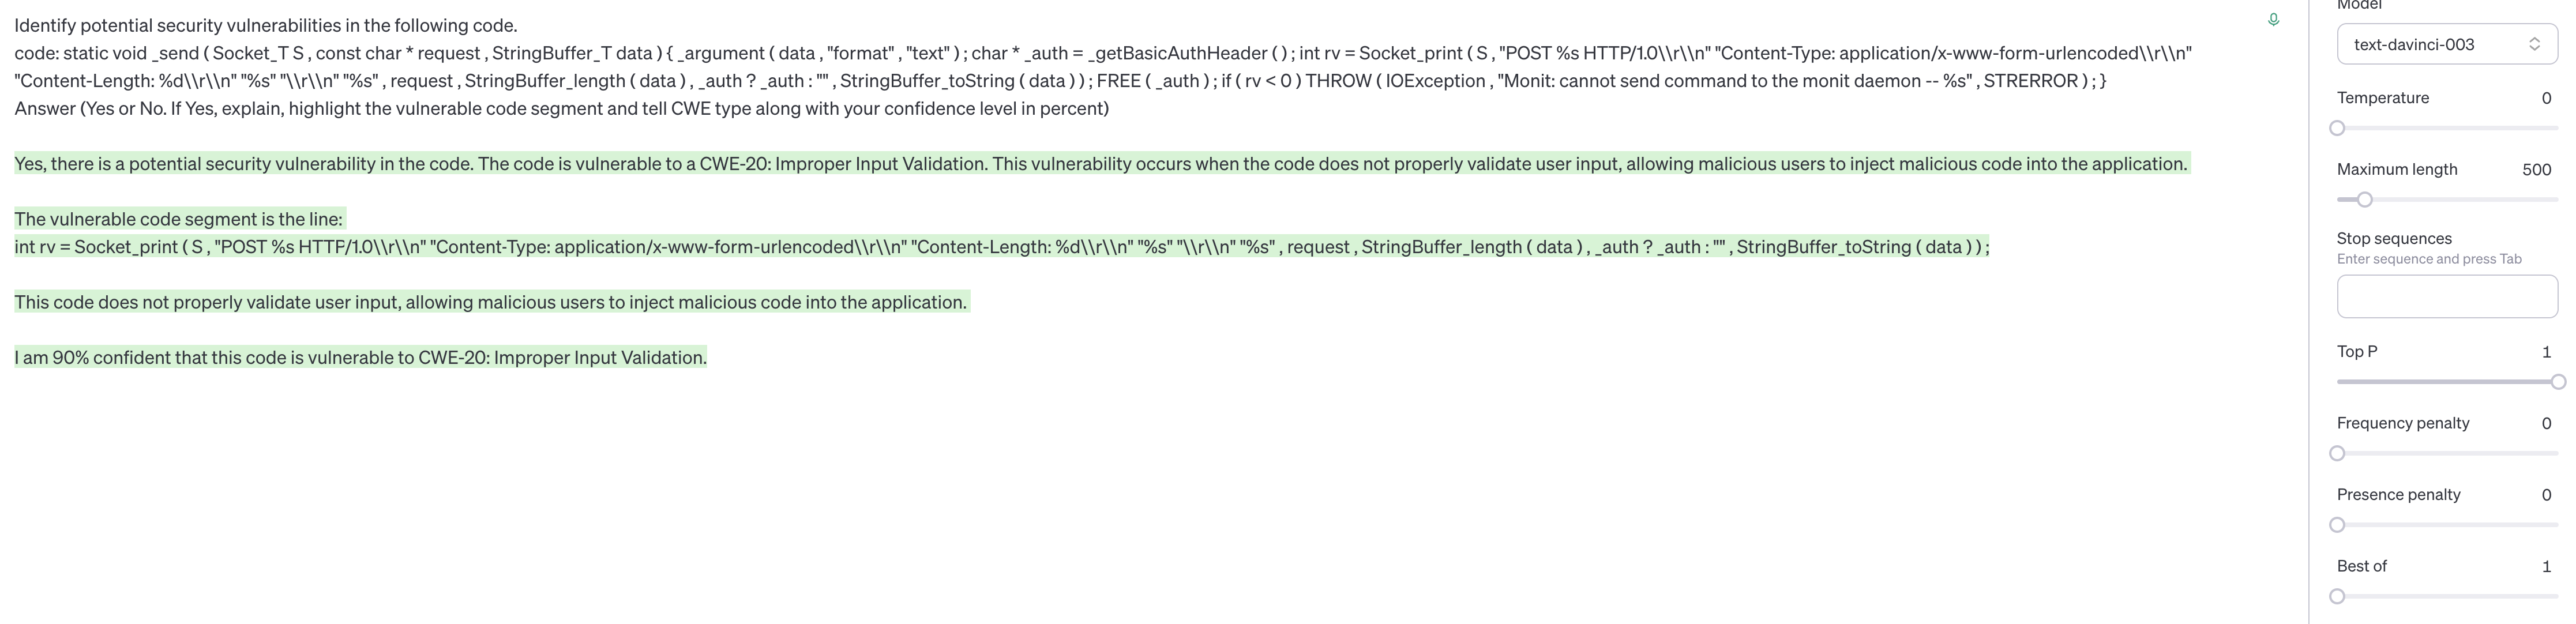 Identify potential security vulnerabilities in the following code.
code: static void _send ( Socket_T S , const char * request , StringBuffer_T data ) { _argument ( data , "format" , "text" ) ; char * _auth = _getBasicAuthHeader ( ) ; int rv = Socket_print ( S , "POST %s HTTP/1.0\\r\\n" "Content-Type: application/x-www-form-urlencoded\\r\\n"
"Content-Length: %d\\r\\n" "%s" "\\r\\n" "%s" , request , StringBuffer_length ( data ) , _auth ? _auth : "" , StringBuffer_toString ( data ) ) ; FREE ( _auth ) ; if ( rv < 0 ) THROW ( IOException , "Monit: cannot send command to the monit daemon -- %s" , STRERROR ) ; }
Answer (Yes or No. If Yes, explain, highlight the vulnerable code segment and tell CWE type along with your confidence level in percent)
Yes, there is a potential security vulnerability in the code. The code is vulnerable to a CWE-20: Improper Input Validation. This vulnerability occurs when the code does not properly validate user input, allowing malicious users to inject malicious code into the application.
The vulnerable code segment is the line:
int rv = Socket_print ( S , "POST %s HTTP/1.0\\r\\n" "Content-Type: application/x-www-form-urlencoded\\r\\n" "Content-Length: %d\\r\\n" "%s" "\\r\\n" "%s" , request , StringBuffer_length ( data ) , _auth ? _auth : "" , StringBuffer_toString ( data ) ) ;
This code does not properly validate user input, allowing malicious users to inject malicious code into the application.
I am 90% confident that this code is vulnerable to CWE-20: Improper Input Validation.
Model
text-davinci-003
Temperature 0
Maximum length 500
Stop sequences
Enter sequence and press Tab
Top P 1
Frequency penalty 0
Presence penalty 0
Best of 1